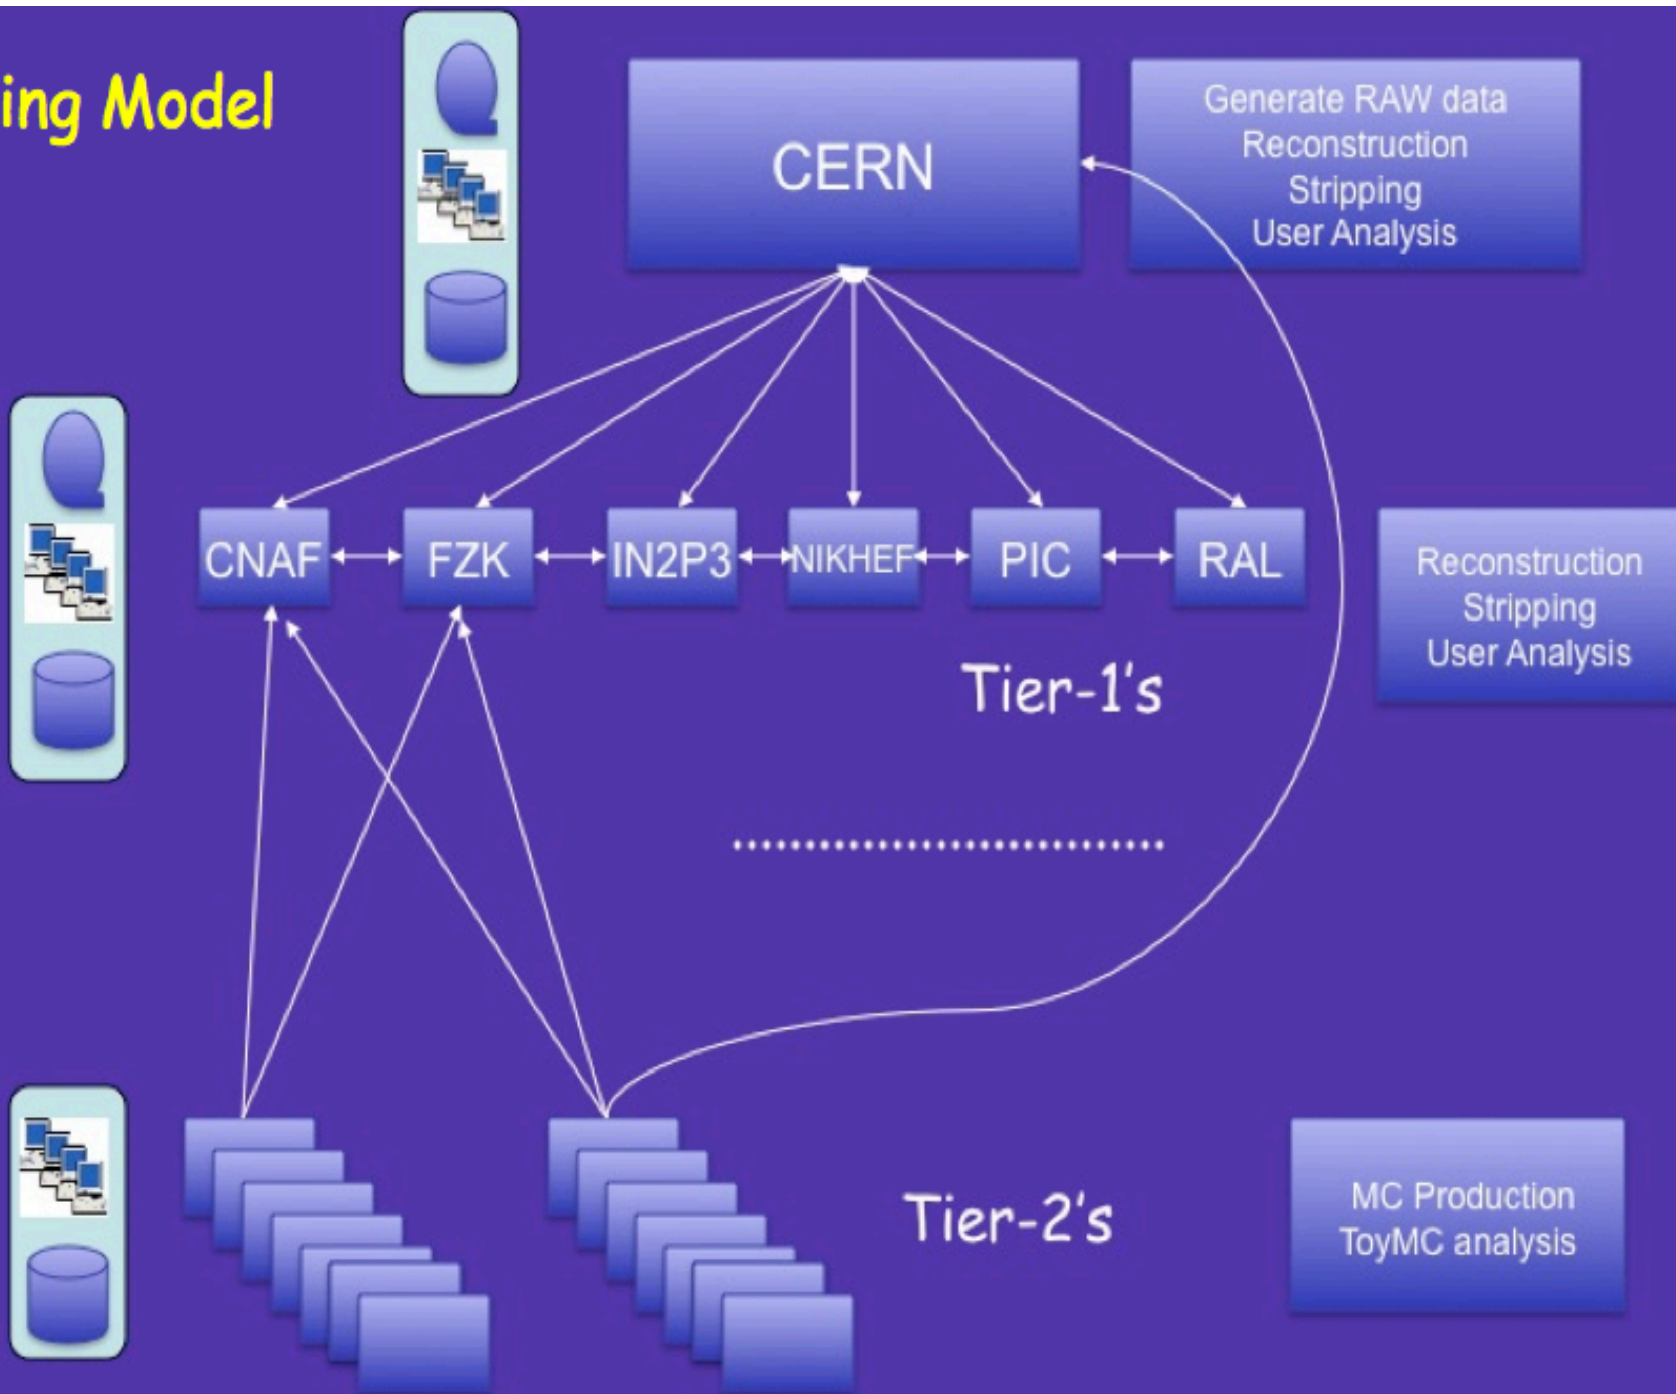 ing Model
CERN
Generate RAW data
Reconstruction
Stripping
User Analysis
CNAF
FZK
IN2P3
NIKHEF
PIC
RAL
Reconstruction
Stripping
User Analysis
Tier-1's
Tier-2's
MC Production
ToyMC analysis